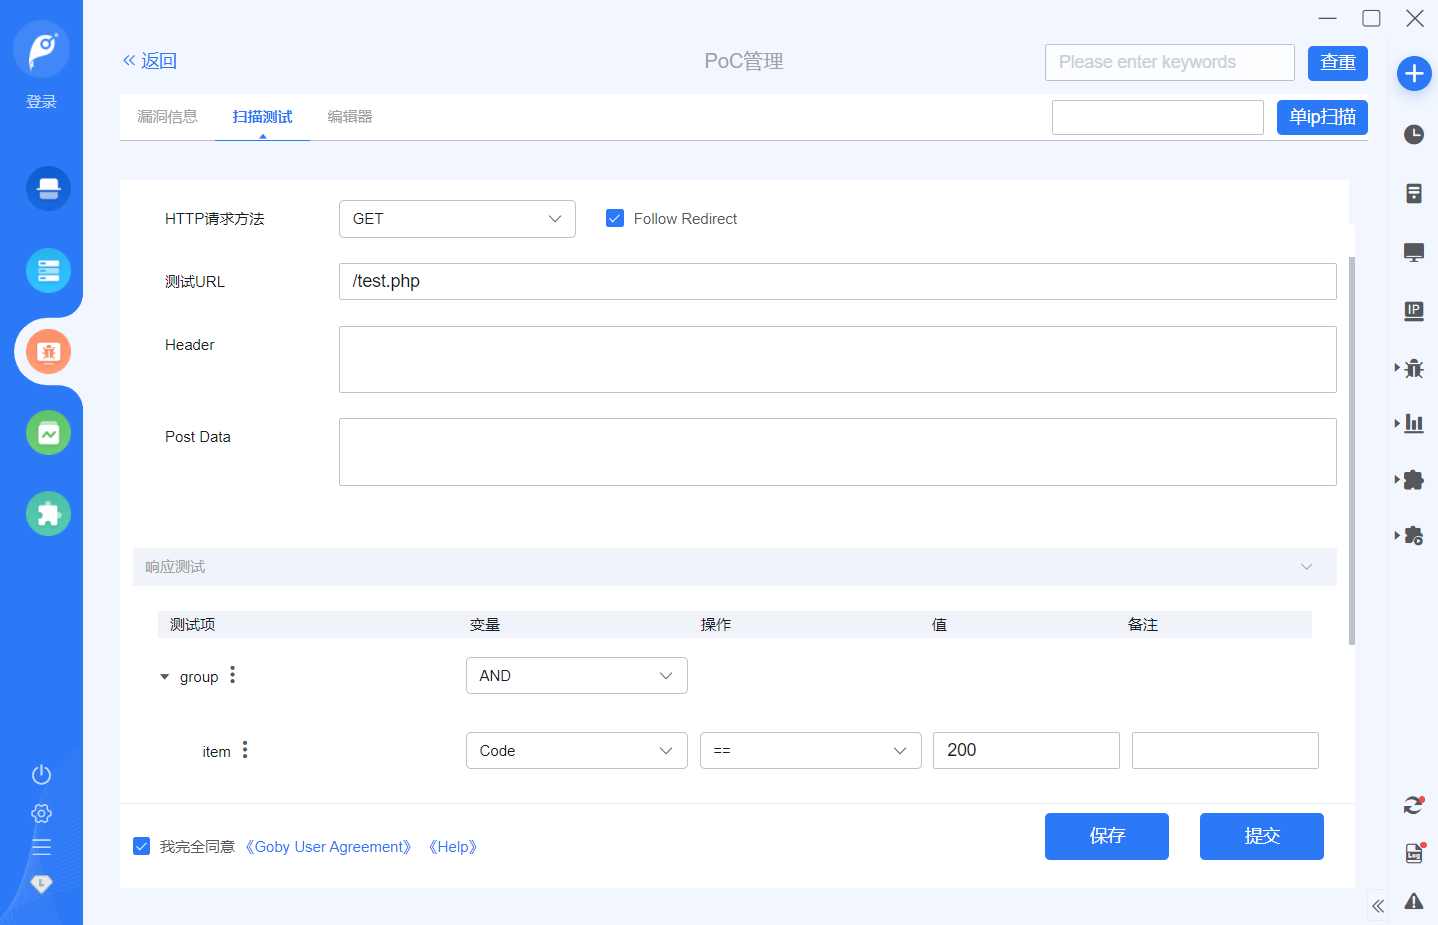 登录
返回
PoC管理
Please enter keywords
查重
漏洞信息
扫描测试
编辑器
单ip扫描
HTTP请求方法
GET
Follow Redirect
测试URL
/test.php
Header
Post Data
响应测试
测试项 变量 操作 值 备注
group
AND
item
Code
==
200
我完全同意 《Goby User Agreement》 《Help》
保存
提交
IP
LOG